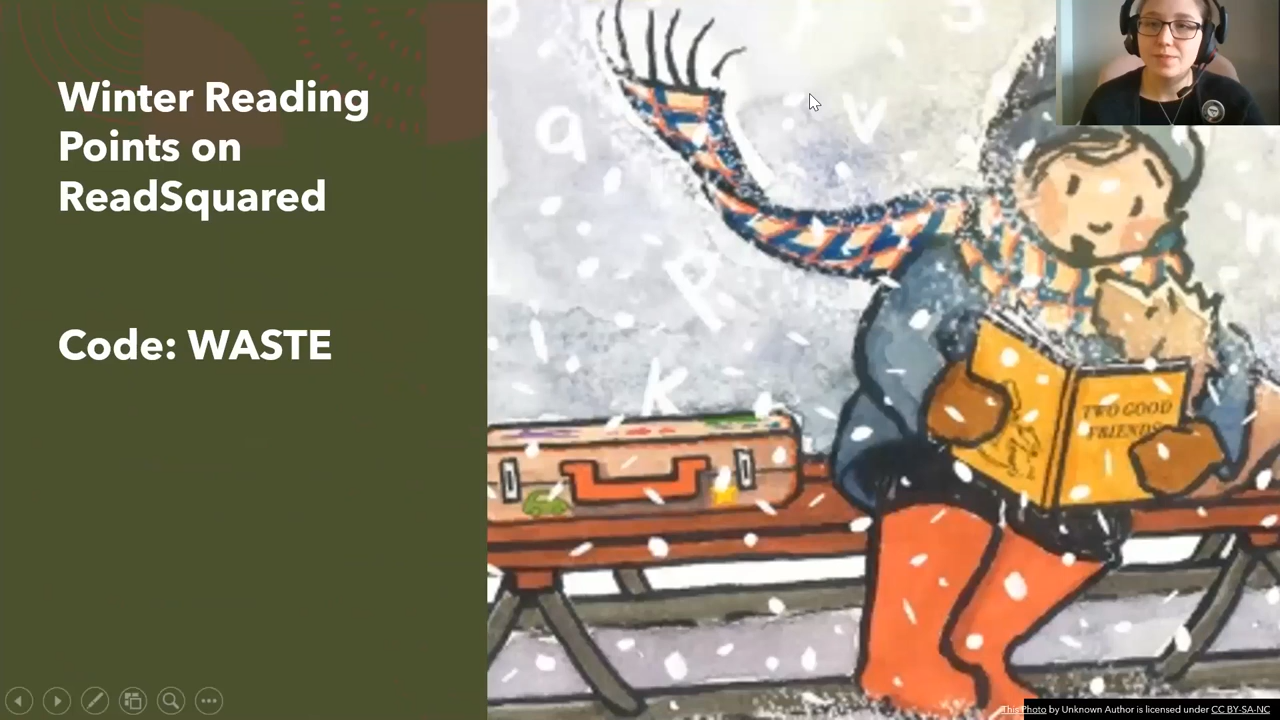 Winter Reading
Points on
ReadSquared
Code: WASTE
a
v
p
k
TWO GOOD
FRIENDS
This Photo by Unknown Author is licensed under CC BY-SA-NC